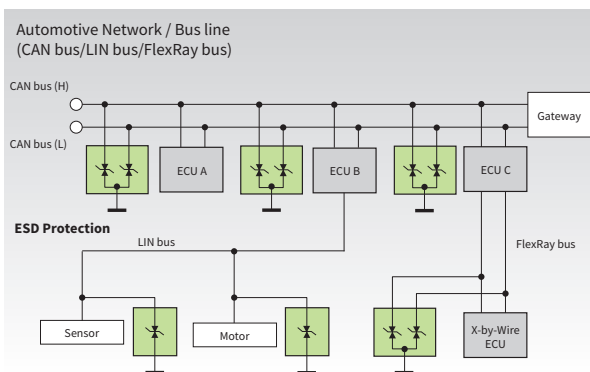 Automotive Network / Bus line
(CAN bus/LIN bus/FlexRay bus)
CAN bus (H)
Gateway
CAN bus (L)
ECU A
ECU B
ECU C
ESD Protection
LIN bus
FlexRay bus
Sensor
Motor
X-by-Wire
ECU